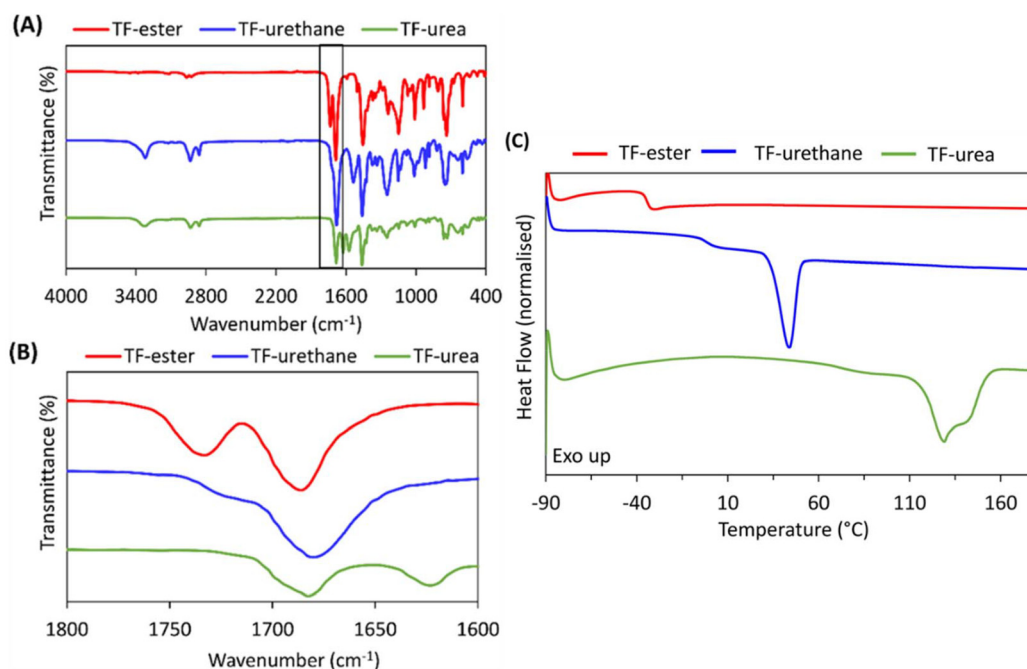 (A)
TF-ester TF-urethane TF-urea
Transmittance (%)
4000 3400 2800 2200 1600 1000 400
Wavenumber (cm⁻¹)
(B)
TF-ester TF-urethane TF-urea
Transmittance (%)
1800 1750 1700 1650 1600
Wavenumber (cm⁻¹)
(C)
TF-ester TF-urethane TF-urea
Heat Flow (normalised)
Exo up
-90 -40 10 60 110 160
Temperature (°C)